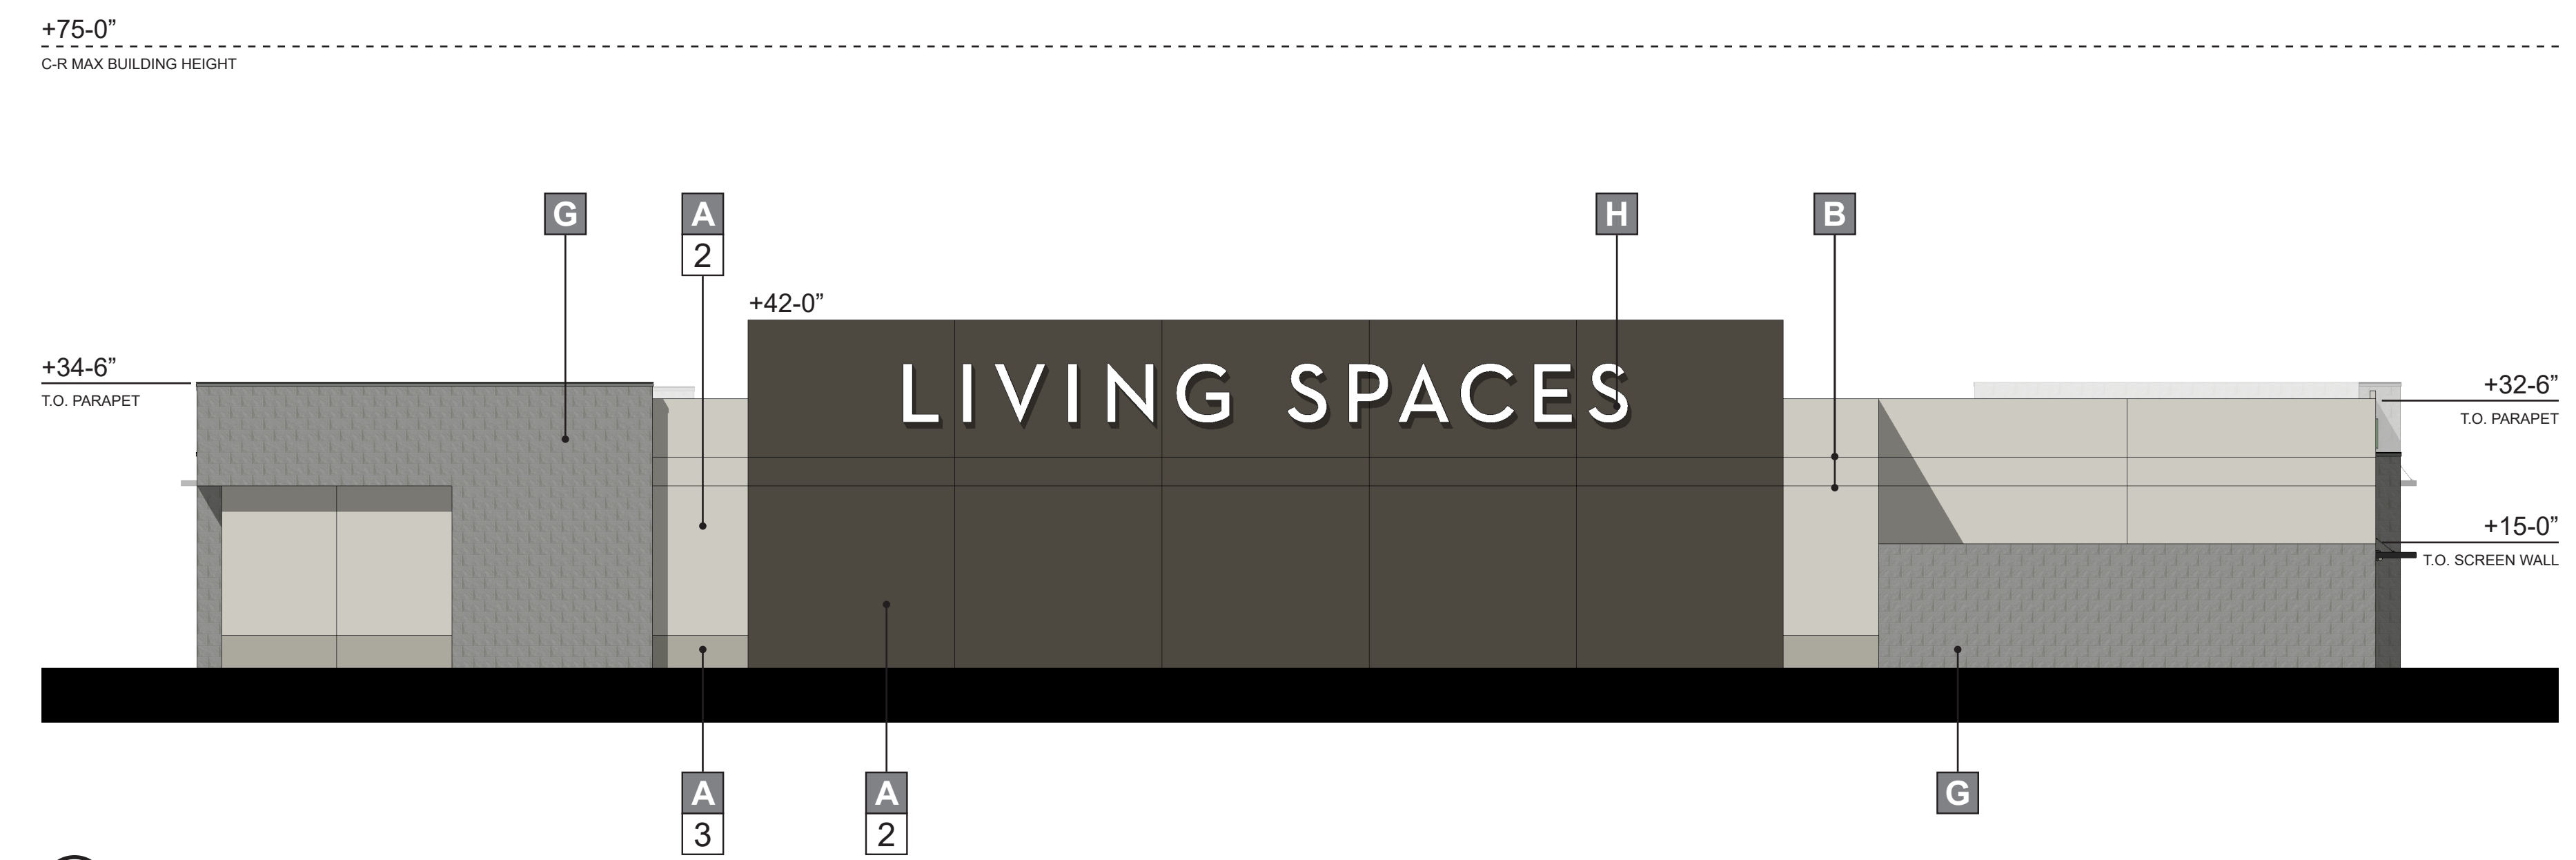 +75-0”
C-R MAX BUILDING HEIGHT
G
A
H
B
2
+42-0”
+34-6”
T.O. PARAPET
LIVING SPACES
+32-6”
T.O. PARAPET
+15-0”
T.O. SCREEN WALL
A
A
G
3
2